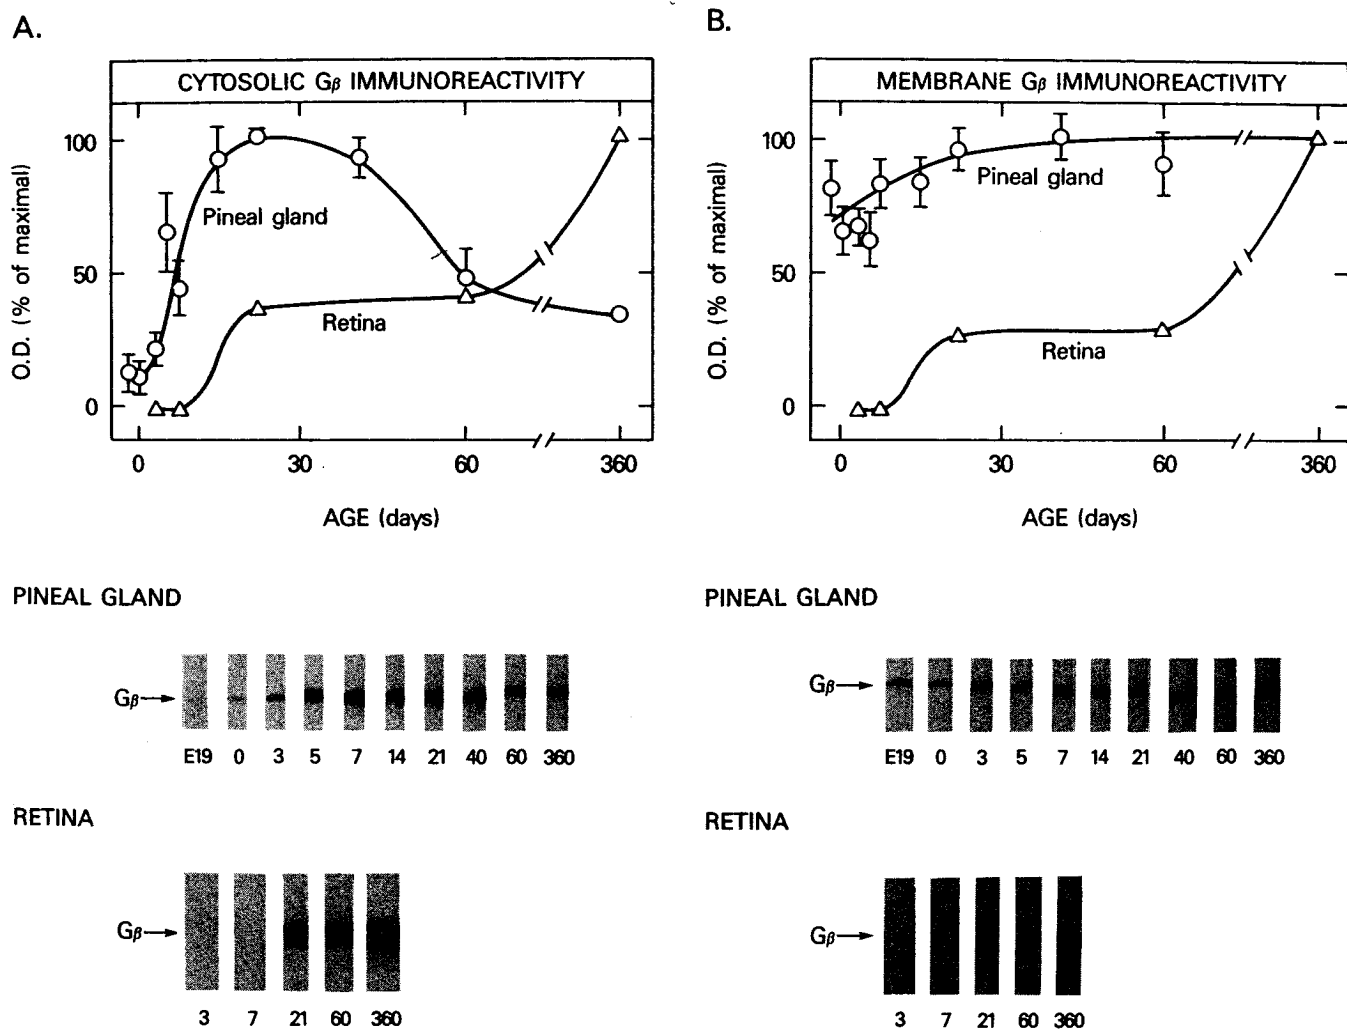 A.
CYTOSOLIC Gβ IMMUNOREACTIVITY
O.D. (% of maximal)
100
50
0
Pineal gland
Retina
0 30 60 360
AGE (days)
PINEAL GLAND
Gβ
E19 0 3 5 7 14 21 40 60 360
RETINA
Gβ
3 7 21 60 360
B.
MEMBRANE Gβ IMMUNOREACTIVITY
O.D. (% of maximal)
100
50
0
Pineal gland
Retina
0 30 60 360
AGE (days)
PINEAL GLAND
Gβ
E19 0 3 5 7 14 21 40 60 360
RETINA
Gβ
3 7 21 60 360